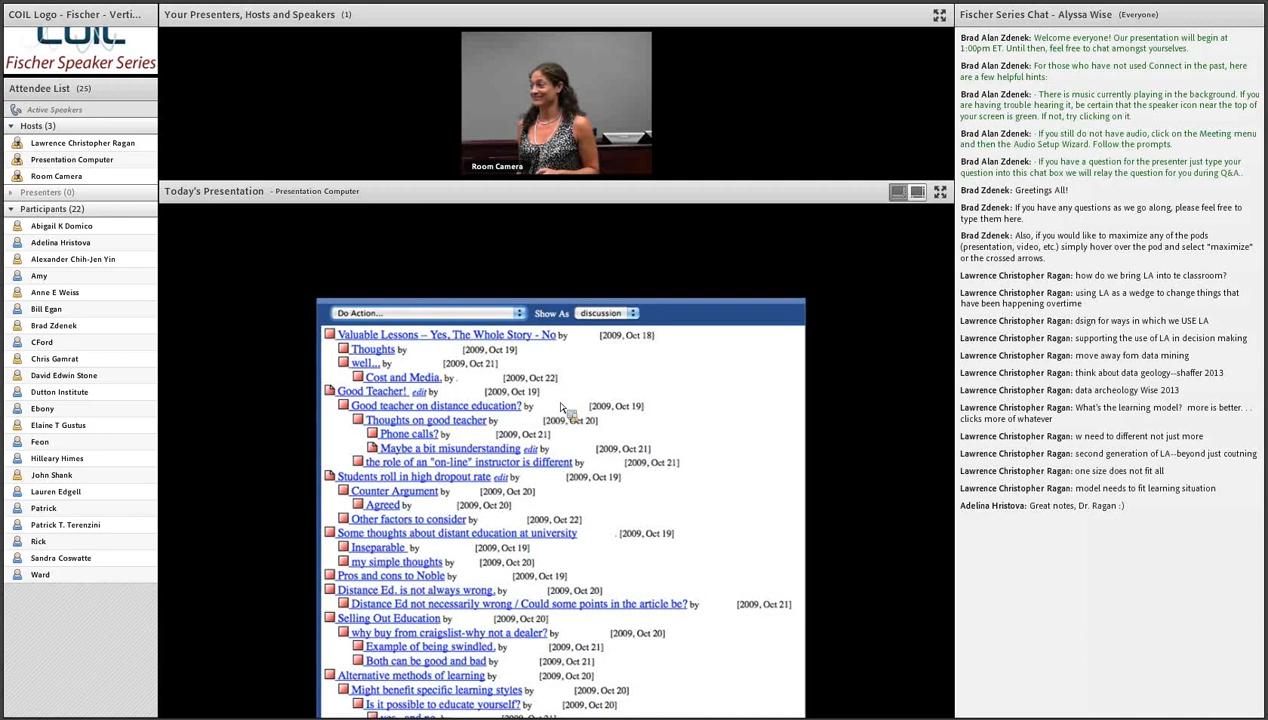 COIL Logo - Fischer - Verti...
COIL
Fischer Speaker Series
Attendee List (25)
Active Speakers
Hosts (3)
Lawrence Christopher Ragan
Presentation Computer
Room Camera
Presenters (0)
Participants (22)
Abigail K Domico
Adelina Hristova
Alexander Chih-Jen Yin
Amy
Anne E Weiss
Bill Egan
Brad Zdenek
CFord
Chris Gamrat
David Edwin Stone
Dutton Institute
Ebony
Elaine T Gustus
Feon
Hilleary Himes
John Shank
Lauren Edgell
Patrick
Patrick T. Terenzini
Rick
Sandra Coswatte
Ward
Your Presenters, Hosts and Speakers (1)
Room Camera
Today's Presentation - Presentation Computer
Do Action... Show As discussion
Valuable Lessons – Yes, The Whole Story - No by [2009, Oct 18]
Thoughts by [2009, Oct 19]
well... by [2009, Oct 21]
Cost and Media. by . [2009, Oct 22]
Good Teacher! edit by [2009, Oct 19]
Good teacher on distance education? by [2009, Oct 19]
Thoughts on good teacher by [2009, Oct 20]
Phone calls? by [2009, Oct 21]
Maybe a bit misunderstanding edit by [2009, Oct 21]
the role of an "on-line" instructor is different by [2009, Oct 21]
Students roll in high dropout rate edit by [2009, Oct 19]
Counter Argument by [2009, Oct 20]
Agreed by [2009, Oct 20]
Other factors to consider by [2009, Oct 22]
Some thoughts about distant education at university . [2009, Oct 19]
Inseparable by [2009, Oct 19]
my simple thoughts by [2009, Oct 20]
Pros and cons to Noble by [2009, Oct 19]
Distance Ed. is not always wrong. by [2009, Oct 20]
Distance Ed not necessarily wrong / Could some points in the article be? by [2009, Oct 21]
Selling Out Education by [2009, Oct 20]
why buy from craigslist-why not a dealer? by [2009, Oct 20]
Example of being swindled. by [2009, Oct 21]
Both can be good and bad by [2009, Oct 21]
Alternative methods of learning by [2009, Oct 20]
Might benefit specific learning styles by [2009, Oct 20]
Is it possible to educate yourself? by [2009, Oct 20]
Fischer Series Chat - Alyssa Wise (Everyone)
Brad Alan Zdenek: Welcome everyone! Our presentation will begin at
1:00pm ET. Until then, feel free to chat amongst yourselves.
Brad Alan Zdenek: For those who have not used Connect in the past, here
are a few helpful hints:
Brad Alan Zdenek: · There is music currently playing in the background. If you
are having trouble hearing it, be certain that the speaker icon near the top of
your screen is green. If not, try clicking on it.
Brad Alan Zdenek: · If you still do not have audio, click on the Meeting menu
and then the Audio Setup Wizard. Follow the prompts.
Brad Alan Zdenek: · If you have a question for the presenter just type your
question into this chat box we will relay the question for you during Q&A..
Brad Zdenek: Greetings All!
Brad Zdenek: If you have any questions as we go along, please feel free to
type them here.
Brad Zdenek: Also, if you would like to maximize any of the pods
(presentation, video, etc.) simply hover over the pod and select "maximize"
or the crossed arrows.
Lawrence Christopher Ragan: how do we bring LA into te classroom?
Lawrence Christopher Ragan: using LA as a wedge to change things that
have been happening overtime
Lawrence Christopher Ragan: dsign for ways in which we USE LA
Lawrence Christopher Ragan: supporting the use of LA in decision making
Lawrence Christopher Ragan: move away fom data mining
Lawrence Christopher Ragan: think about data geology--shaffer 2013
Lawrence Christopher Ragan: data archeology Wise 2013
Lawrence Christopher Ragan: What's the learning model? more is better. . .
clicks more of whatever
Lawrence Christopher Ragan: w need to different not just more
Lawrence Christopher Ragan: second generation of LA--beyond just coutning
Lawrence Christopher Ragan: one size does not fit all
Lawrence Christopher Ragan: model needs to fit learning situation
Adelina Hristova: Great notes, Dr. Ragan :)